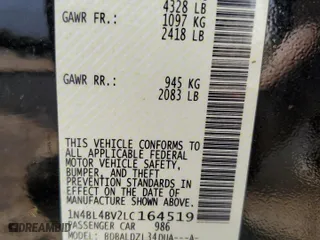 4328 LB
GAWR FR: 1097 KG
2418 LB
GAWR RR: 945 KG
2083 LB
THIS VEHICLE CONFORMS TO
ALL APPLICABLE FEDERAL
MOTOR VEHICLE SAFETY,
BUMPER, AND THEFT
PREVENTION STANDARDS
IN EFFECT ON THE DATE OF
MANUFACTURE SHOWN ABOVE.
1N4BL4BV2LC164519
PASSENGER CAR 986
MODEL:
DREAMBID